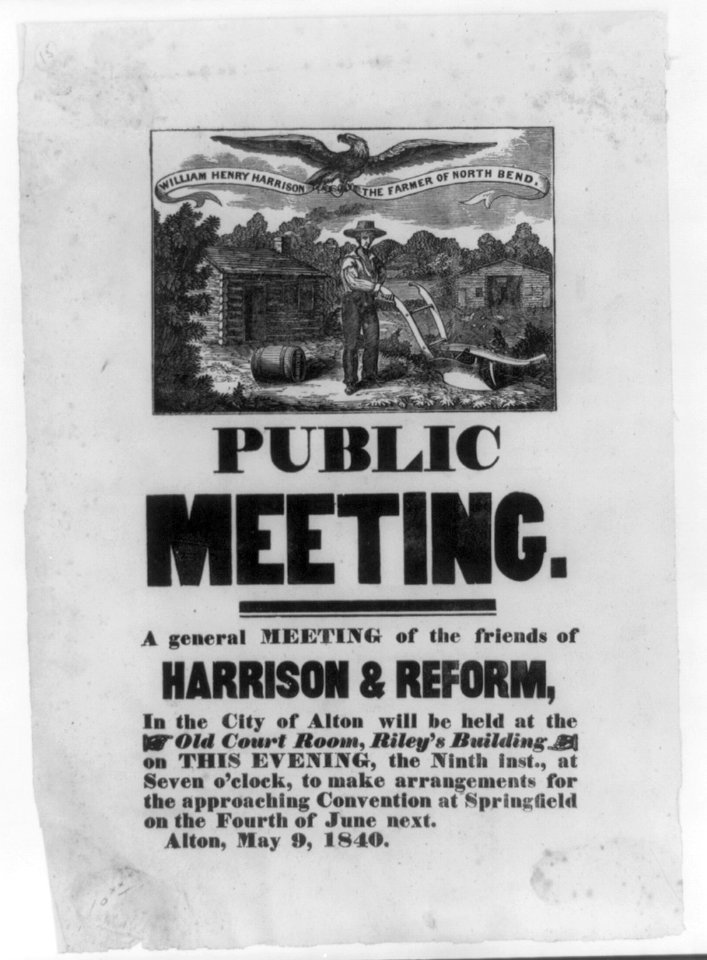 15
WILLIAM HENRY HARRISON THE FARMER OF NORTH BEND.
PUBLIC
MEETING.
A general MEETING of the friends of
HARRISON & REFORM,
In the City of Alton will be held at the
Old Court Room, Riley's Building
on THIS EVENING, the Ninth inst., at
Seven o'clock, to make arrangements for
the approaching Convention at Springfield
on the Fourth of June next.
Alton, May 9, 1840.